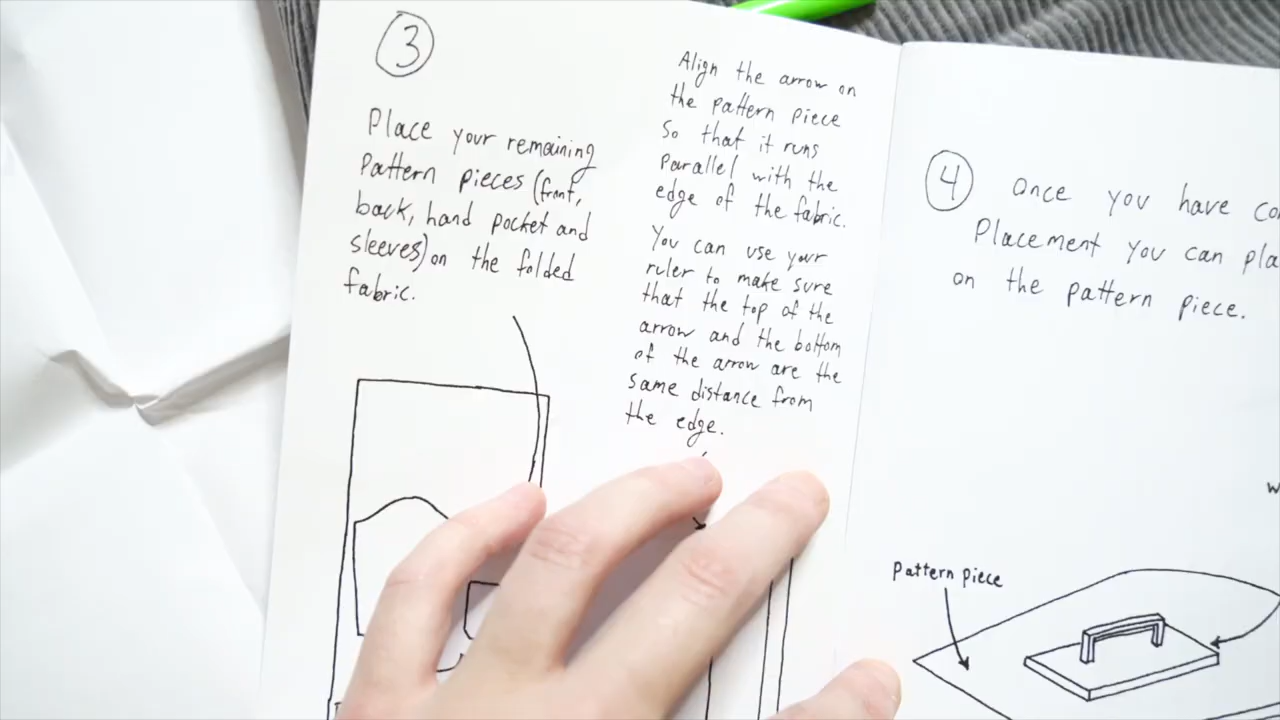 3
Place your remaining
Pattern pieces (front,
back, hand pocket and
sleeves) on the folded
fabric.
Align the arrow on
the pattern piece
So that it runs
Parallel with the
edge of the fabric.
You can use your
ruler to make sure
that the top of the
arrow and the bottom
of the arrow are the
same distance from
the edge.
4
Once you have co
Placement you can pla
on the pattern piece.
w
Pattern piece